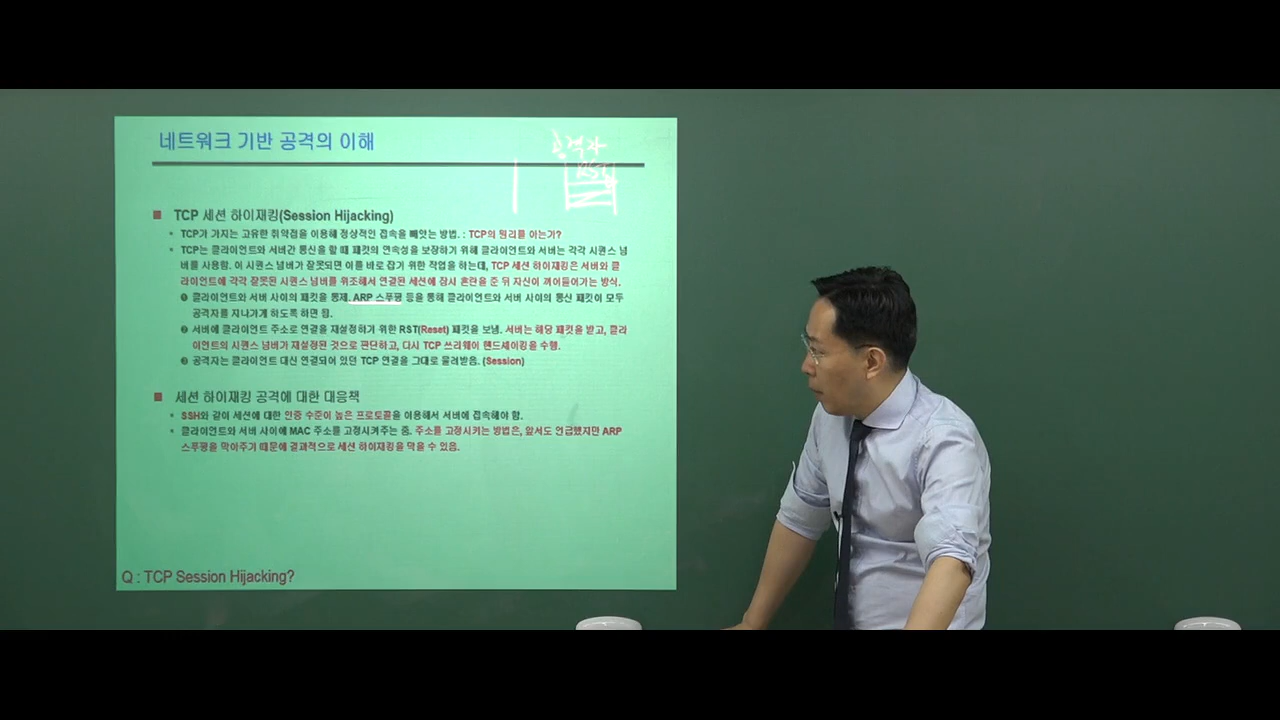 네트워크 기반 공격의 이해
공격자
RST
■ TCP 세션 하이재킹(Session Hijacking)
* TCP가 가지는 고유한 취약점을 이용해 정상적인 접속을 빼앗는 방법. : TCP의 원리를 아는가?
* TCP는 클라이언트와 서버간 통신을 할 때 패킷의 연속성을 보장하기 위해 클라이언트와 서버는 각각 시퀀스 넘
버를 사용함. 이 시퀀스 넘버가 잘못되면 이를 바로 잡기 위한 작업을 하는데, TCP 세션 하이재킹은 서버와 클
라이언트에 각각 잘못된 시퀀스 넘버를 위조해서 연결된 세션에 잠시 혼란을 준 뒤 자신이 끼어들어가는 방식.
❶ 클라이언트와 서버 사이의 패킷을 통제. ARP 스푸핑 등을 통해 클라이언트와 서버 사이의 통신 패킷이 모두
공격자를 지나가게 하도록 하면 됨.
❷ 서버에 클라이언트 주소로 연결을 재설정하기 위한 RST(Reset) 패킷을 보냄. 서버는 해당 패킷을 받고, 클라
이언트의 시퀀스 넘버가 재설정된 것으로 판단하고, 다시 TCP 쓰리웨이 핸드셰이킹을 수행.
❸ 공격자는 클라이언트 대신 연결되어 있던 TCP 연결을 그대로 물려받음. (Session)
■ 세션 하이재킹 공격에 대한 대응책
* SSH와 같이 세션에 대한 인증 수준이 높은 프로토콜을 이용해서 서버에 접속해야 함.
* 클라이언트와 서버 사이에 MAC 주소를 고정시켜주는 중. 주소를 고정시키는 방법은, 앞서도 언급했지만 ARP
스푸핑을 막아주기 때문에 결과적으로 세션 하이재킹을 막을 수 있음.
Q : TCP Session Hijacking?